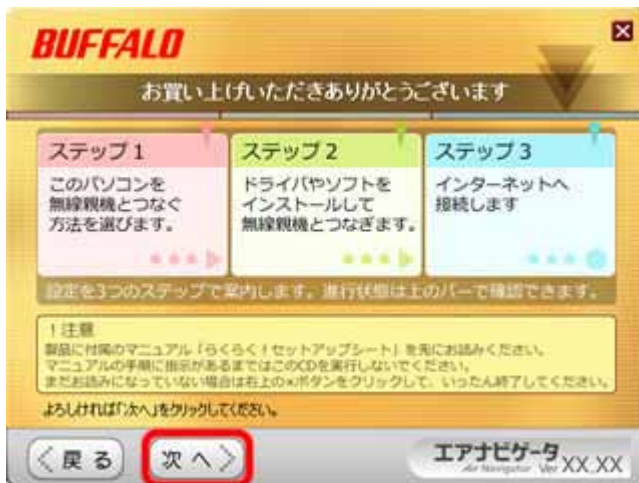 BUFFALO
お買い上げいただきありがとうございます
ステップ 1
このパソコンを
無線親機とつなぐ
方法を選びます。
ステップ 2
ドライバやソフトを
インストールして
無線親機とつなぎます。
ステップ 3
インターネットへ
接続します
設定を3つのステップで案内します。進行状態は上のバーで確認できます。
！注意
製品に付属のマニュアル「らくらく！セットアップシート」を先にお読みください。
マニュアルの手順に指示があるまではこのCDを実行しないでください。
まだお読みになっていない場合は右上の×ボタンをクリックして、いったん終了してください。
よろしければ「次へ」をクリックしてください。
戻る
次へ
エアナビゲータ
Air Navigator Ver XX.XX